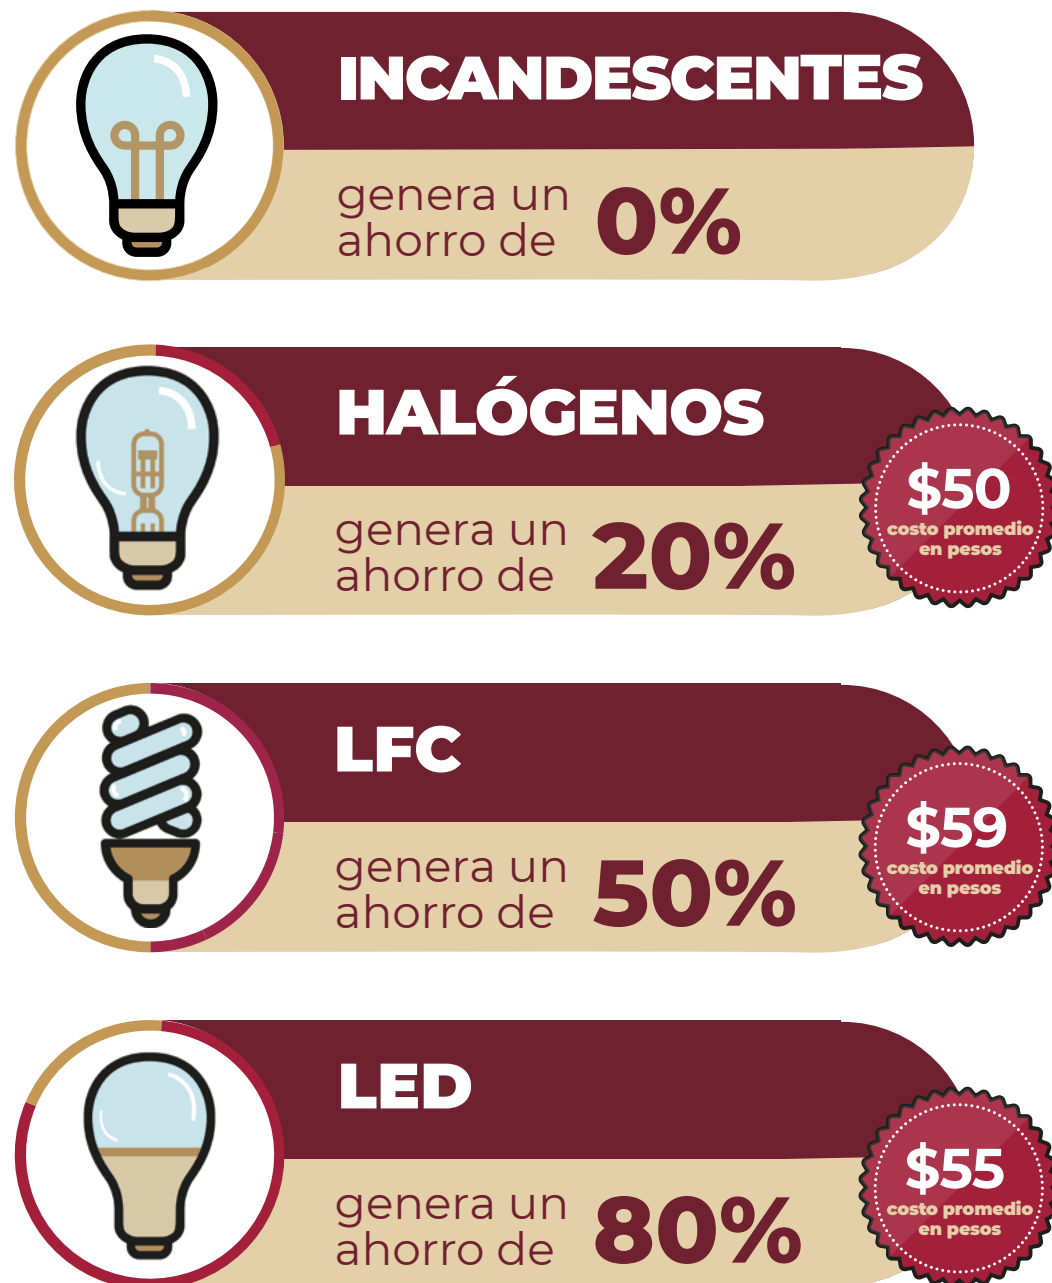 INCANDESCENTES
genera un
ahorro de
0%
HALÓGENOS
genera un
ahorro de
20%
$50
costo promedio
en pesos
LFC
genera un
ahorro de
50%
$59
costo promedio
en pesos
LED
genera un
ahorro de
80%
$55
costo promedio
en pesos